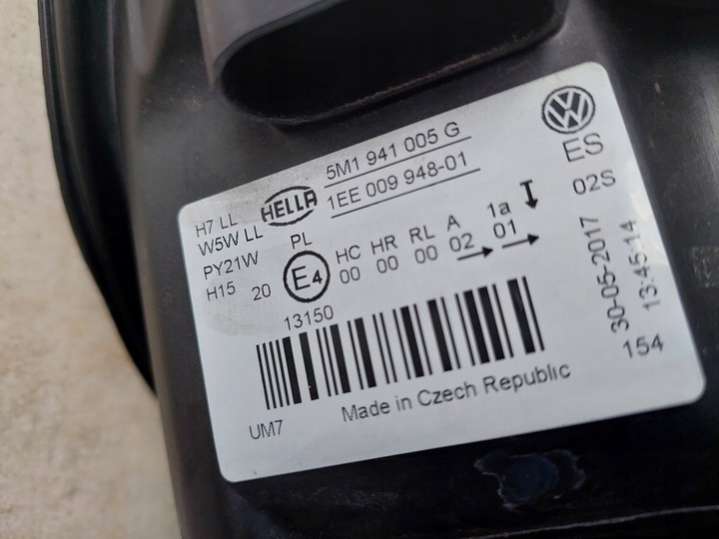 5M1 941 005 G
HELLA
1EE 009 948-01
VW
ES
02S
H7 LL
W5W LL
PY21W
H15 20
PL
E4
HC HR RL A 1a
00 00 00 02 01
13150
UM7
Made in Czech Republic
30-05-2017
13:45:14
154